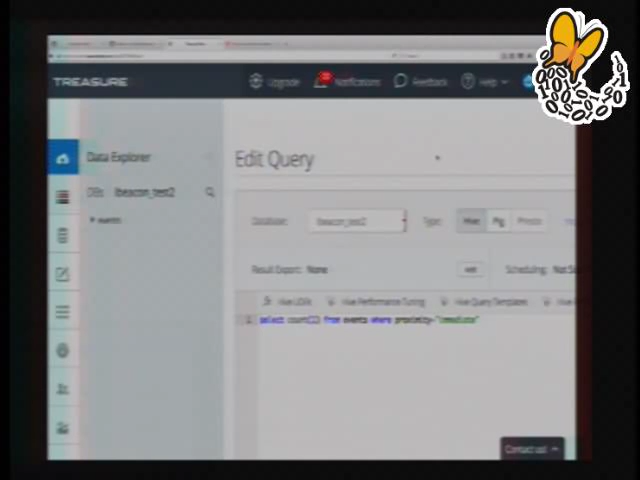 TREASURE
Upgrade
Notifications
Feedback
Help
Data Explorer
Edit Query
DB: ibeacon_test2
events
Database:
ibeacon_test2
Type:
Hive
Pig
Presto
Result Export: None
Scheduling:
Hive UDFs
Hive Performance Tuning
Hive Query Templates
1 select count(1) from events where proximity="immediate"
Contact us!